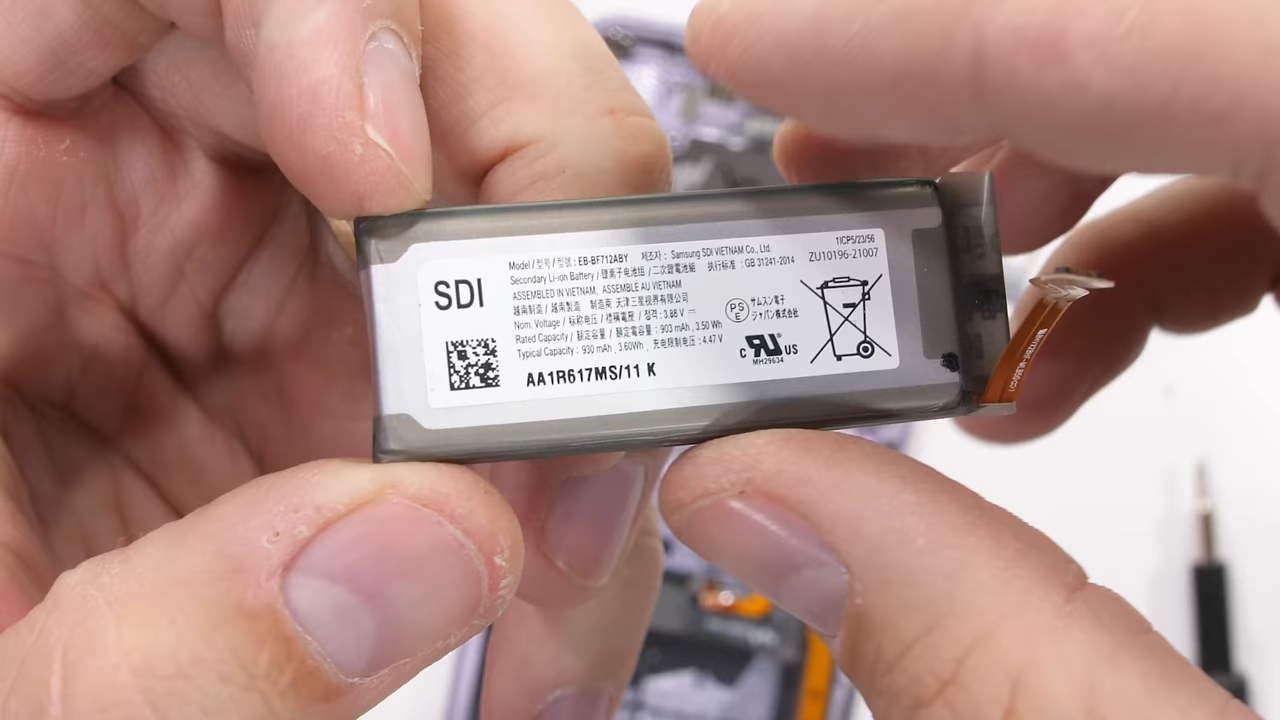 SDI
Model / 型号 / 型號 : EB-BF712ABY 제조자 : Samsung SDI VIETNAM Co., Ltd.
Secondary Li-ion Battery / 锂离子电池组 / 二次鋰電池組 执行标准 : GB 31241-2014
ASSEMBLED IN VIETNAM, ASSEMBLE AU VIETNAM
越南制造 / 越南製造 制造商: 天津三星视界有限公司
Nom. Voltage / 标称电压 / 標稱電壓 / 정격 : 3.88 V ⎓
Rated Capacity / 额定容量 / 額定電容量 : 903 mAh , 3.50 Wh
Typical Capacity : 930 mAh , 3.60Wh , 充电限制电压 : 4.47 V
AA1R617MS/11 K
1ICP5/23/56
ZU10196-21007
PSE
サムスン電子
ジャパン株式会社
C RU US
MH29634